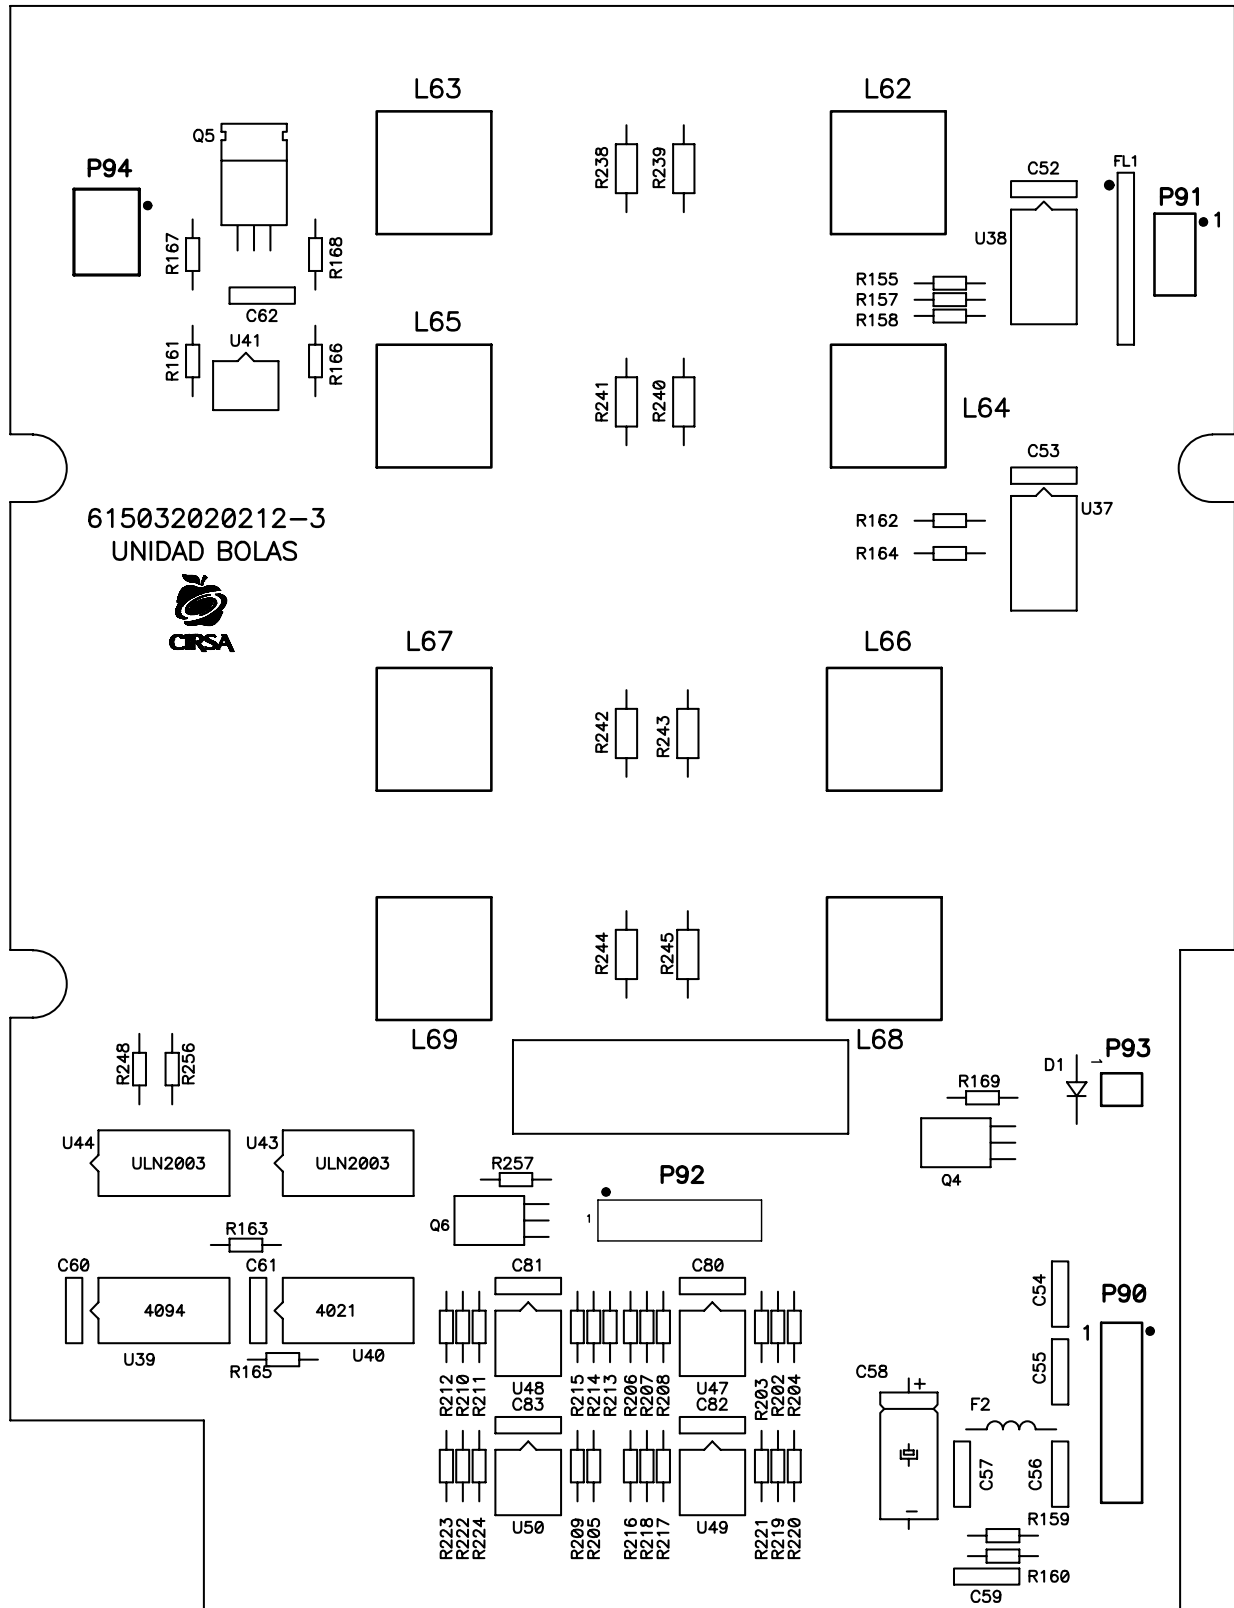 L63
L62
Q5
P94
R238
R239
C52
FL1
P91
1
U38
R167
R168
R155
R157
R158
C62
L65
U41
R161
R166
R241
R240
L64
C53
U37
615032020212-3
UNIDAD BOLAS
R162
R164
CIRSA
L67
L66
R242
R243
R244
R245
L69
L68
R248
R256
D1
1
P93
R169
U44
ULN2003
U43
ULN2003
R257
P92
Q4
Q6
1
R163
C60
C61
C81
C80
C54
P90
4094
4021
1
U39
U40
R165
C55
C58
+
R212
R210
R211
U48
R215
R214
R213
R206
R207
R208
U47
R203
R202
R204
C83
C82
F2
C57
C56
R223
R222
R224
U50
R209
R205
R216
R218
R217
U49
R221
R219
R220
−
R159
R160
C59